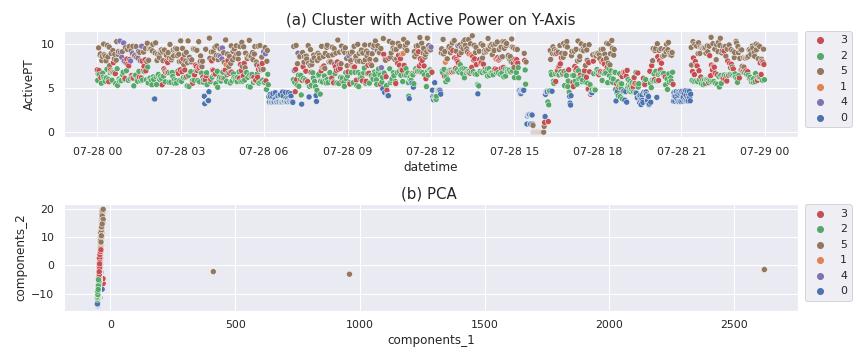 (a) Cluster with Active Power on Y-Axis
10
5
0
ActivePT
07-28 00 07-28 03 07-28 06 07-28 09 07-28 12 07-28 15 07-28 18 07-28 21 07-29 00
datetime
3
2
5
1
4
0
(b) PCA
20
10
0
−10
components_2
0 500 1000 1500 2000 2500
components_1
3
2
5
1
4
0